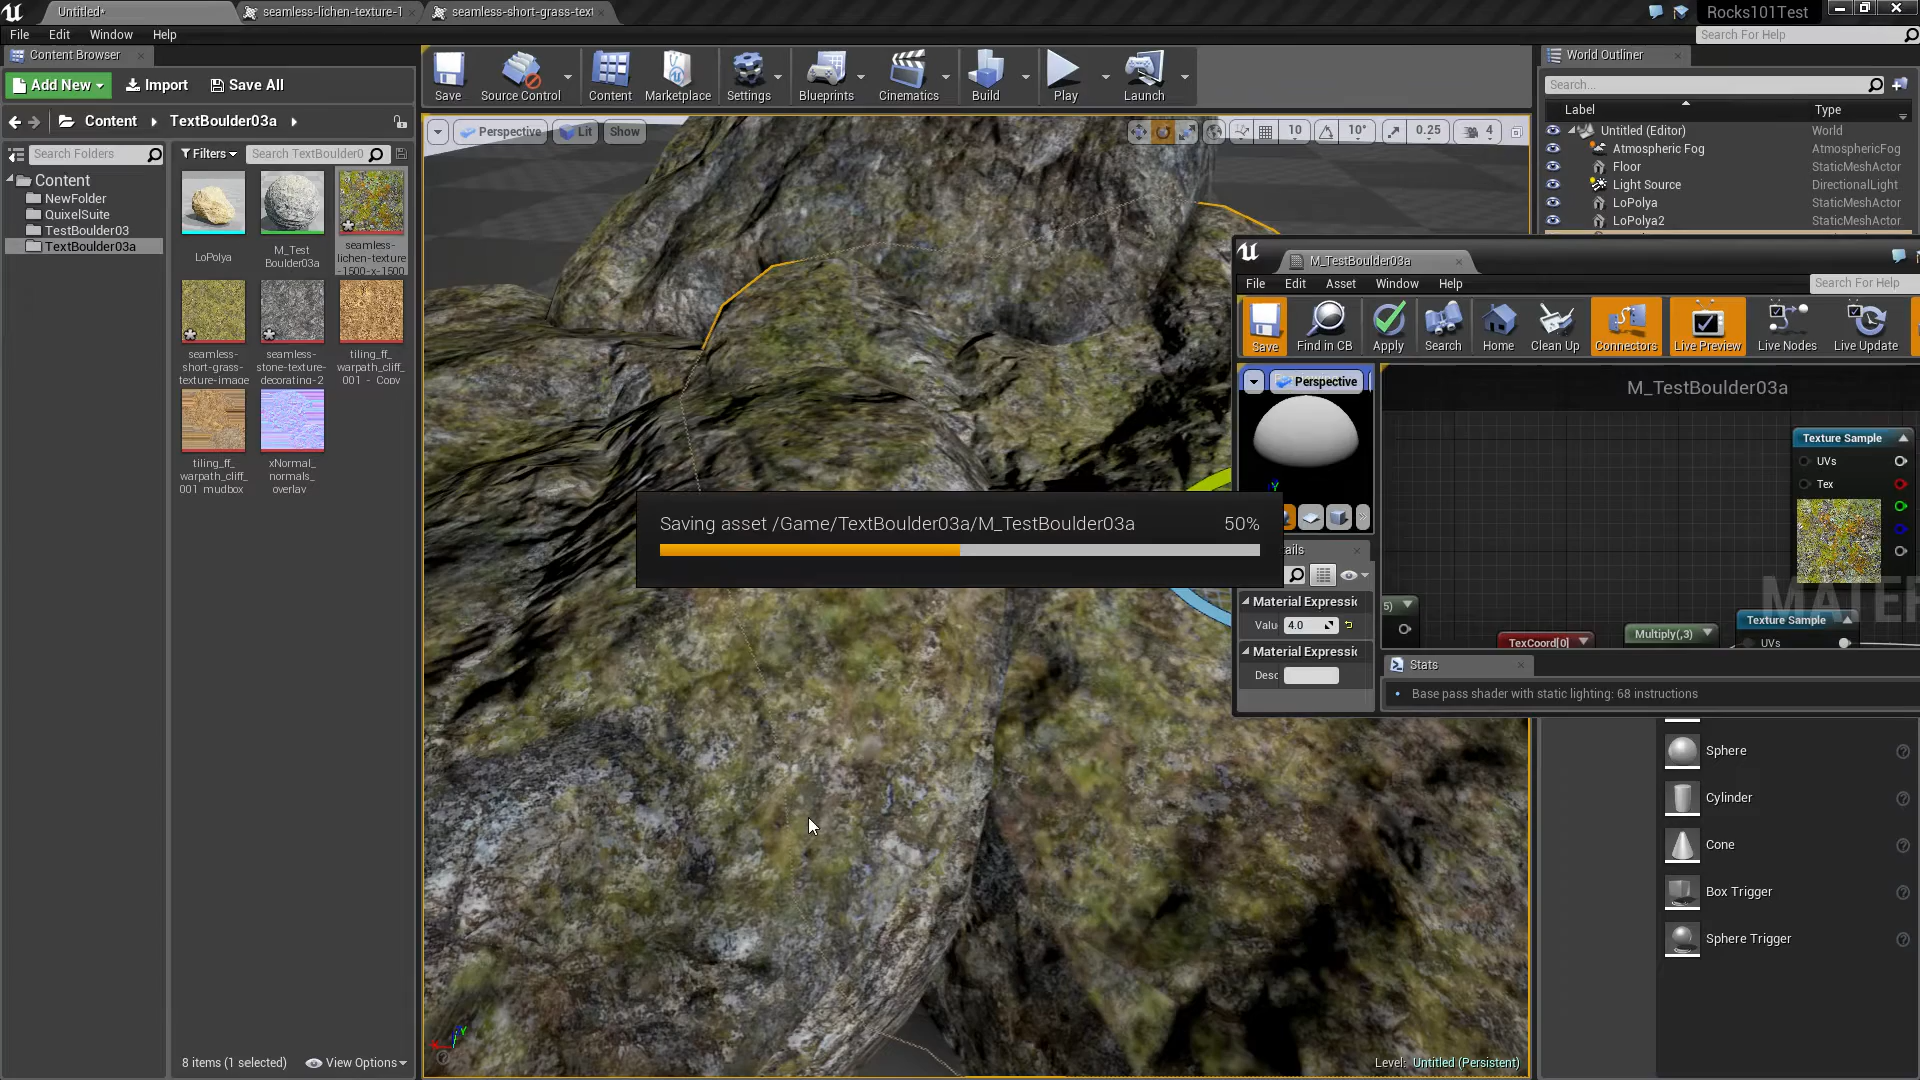 Untitled*
seamless-lichen-texture-1
seamless-short-grass-text
Rocks101Test
File Edit Window Help
Search For Help
Content Browser
Add New
Import
Save All
Content
TextBoulder03a
Search Folders
Filters
Search TextBoulder0
Content
NewFolder
QuixelSuite
TestBoulder03
TextBoulder03a
LoPolya
M_Test
Boulder03a
seamless-
lichen-texture
-1500-x-1500
seamless-
short-grass-
texture-image
seamless-
stone-texture-
decorating-2
tiling_ff_
warpath_cliff_
001 - Copy
tiling_ff_
warpath_cliff_
001 mudbox
xNormal_
normals_
overlay
8 items (1 selected)
View Options
Save
Source Control
Content
Marketplace
Settings
Blueprints
Cinematics
Build
Play
Launch
Perspective
Lit
Show
10
10°
0.25
4
Saving asset /Game/TextBoulder03a/M_TestBoulder03a
50%
Level: Untitled (Persistent)
World Outliner
Search...
Label
Type
Untitled (Editor)
World
Atmospheric Fog
AtmosphericFog
Floor
StaticMeshActor
Light Source
DirectionalLight
LoPolya
StaticMeshActor
LoPolya2
StaticMeshActor
M_TestBoulder03a
File Edit Asset Window Help
Search For Help
Save
Find in CB
Apply
Search
Home
Clean Up
Connectors
Live Preview
Live Nodes
Live Update
Perspective
M_TestBoulder03a
Texture Sample
UVs
Tex
MATER
5)
TexCoord[0]
Multiply(,3)
Texture Sample
UVs
tails
Material Expressic
Valu
4.0
Material Expressic
Desc
Stats
Base pass shader with static lighting: 68 instructions
Sphere
Cylinder
Cone
Box Trigger
Sphere Trigger